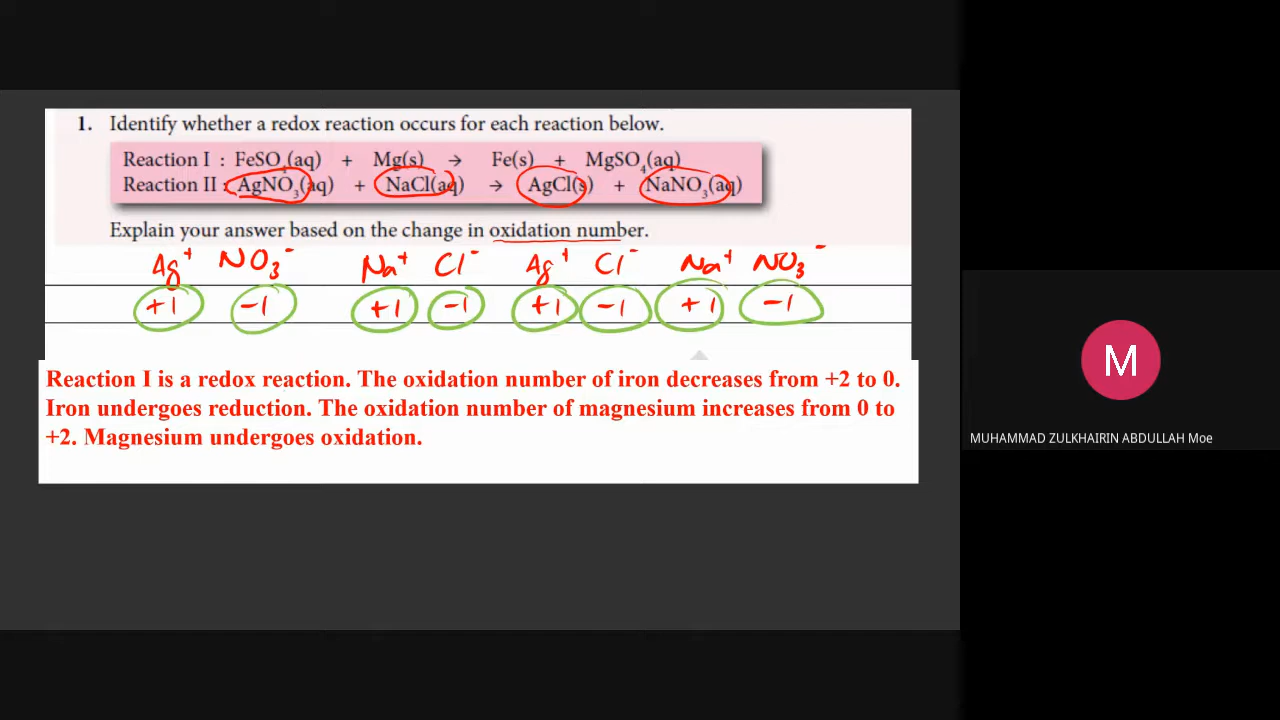 1. Identify whether a redox reaction occurs for each reaction below.
Reaction I : FeSO₄(aq) + Mg(s) → Fe(s) + MgSO₄(aq)
Reaction II : AgNO₃(aq) + NaCl(aq) → AgCl(s) + NaNO₃(aq)
Explain your answer based on the change in oxidation number.
Ag⁺ NO₃⁻ Na⁺ Cl⁻ Ag⁺ Cl⁻ Na⁺ NO₃⁻
+1 -1 +1 -1 +1 -1 +1 -1
Reaction I is a redox reaction. The oxidation number of iron decreases from +2 to 0.
Iron undergoes reduction. The oxidation number of magnesium increases from 0 to
+2. Magnesium undergoes oxidation.
M
MUHAMMAD ZULKHAIRIN ABDULLAH Moe